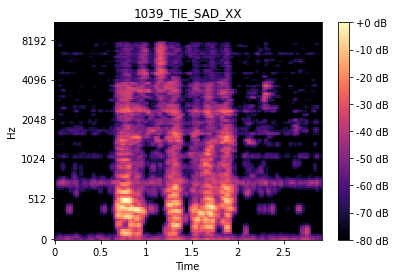 1039_TIE_SAD_XX
Hz
8192
4096
2048
1024
512
0
0 0.5 1 1.5 2 2.5
Time
+0 dB
-10 dB
-20 dB
-30 dB
-40 dB
-50 dB
-60 dB
-70 dB
-80 dB